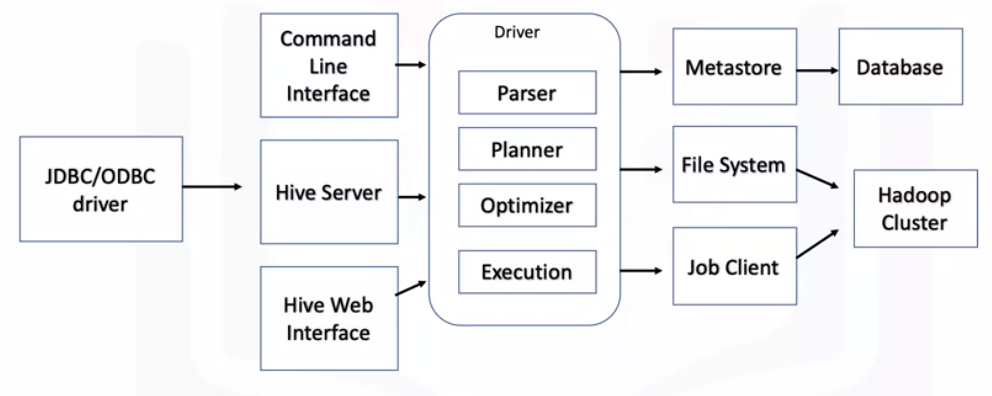 JDBC/ODBC
driver
Command
Line
Interface
Hive Server
Hive Web
Interface
Driver
Parser
Planner
Optimizer
Execution
Metastore
Database
File System
Job Client
Hadoop
Cluster